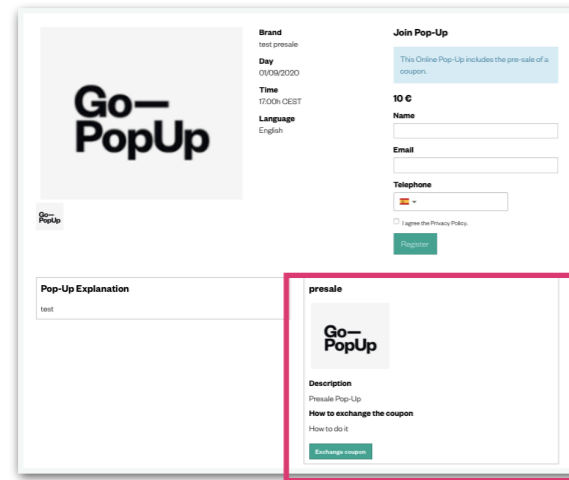 Go—
PopUp
Go—
PopUp
Brand
test presale
Day
01/09/2020
Time
17:00h CEST
Language
English
Join Pop-Up
This Online Pop-Up includes the pre-sale of a
coupon.
10 €
Name
Email
Telephone
I agree the Privacy Policy.
Register
Pop-Up Explanation
test
presale
Go—
PopUp
Description
Presale Pop-Up
How to exchange the coupon
How to do it
Exchange coupon